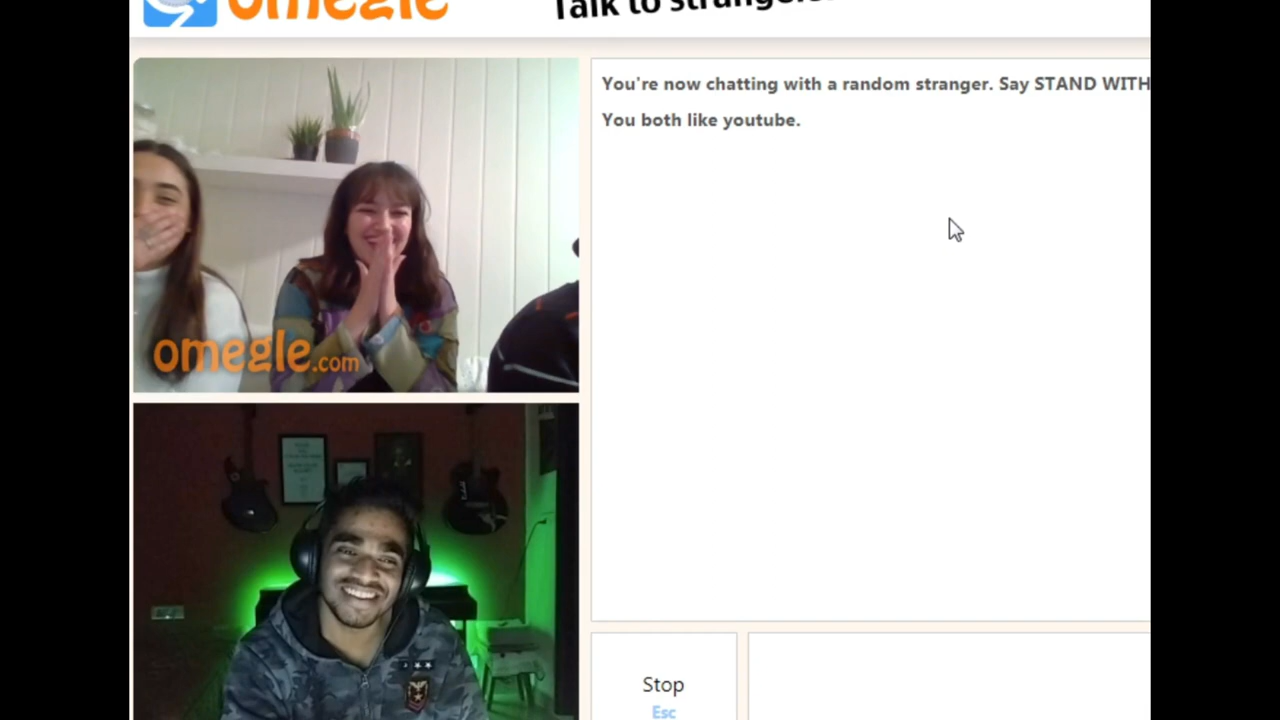 omegle
Talk to strangers!
You're now chatting with a random stranger. Say STAND WITH
You both like youtube.
omegle.com
Stop
Esc